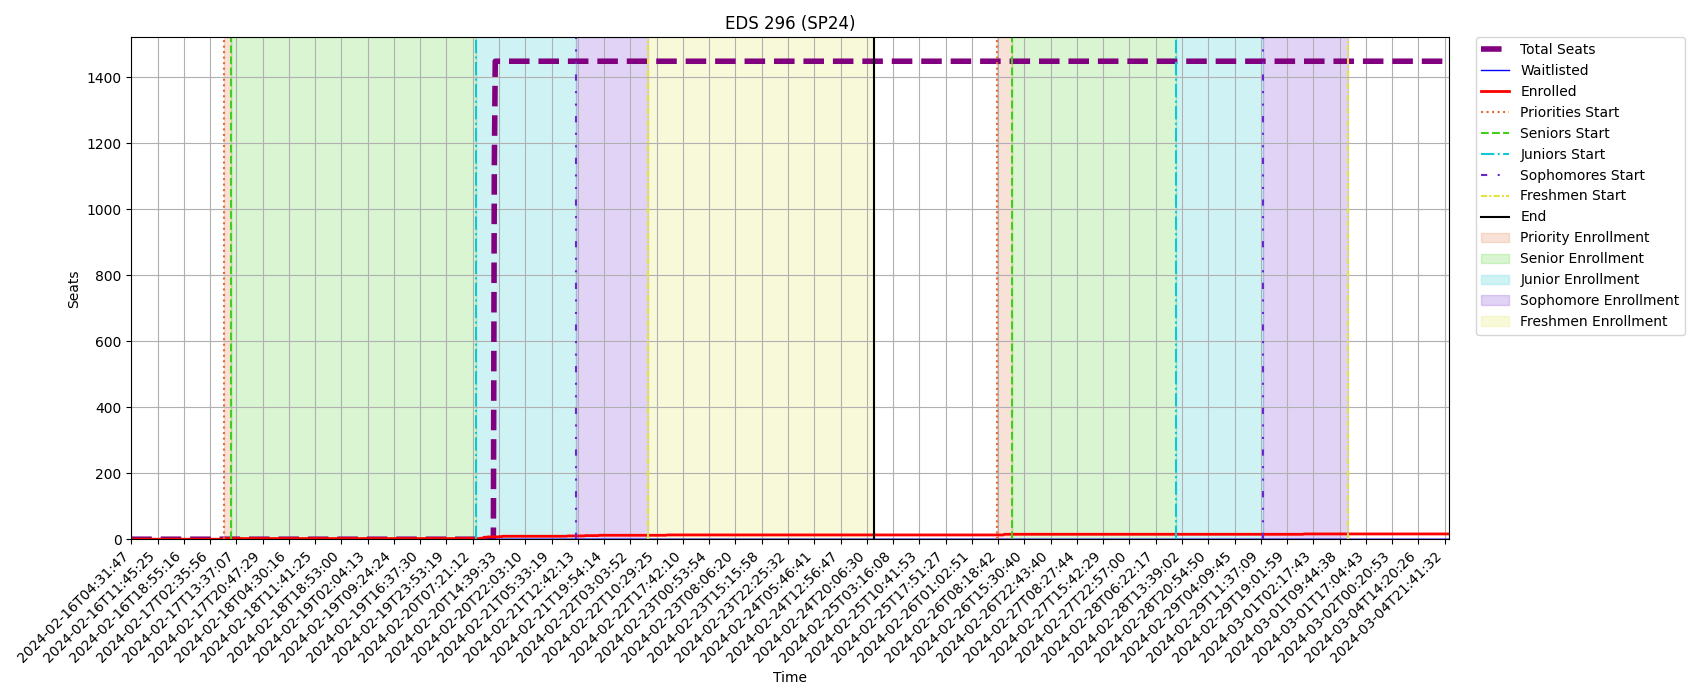 EDS 296 (SP24)
Seats
1400
1200
1000
800
600
400
200
0
2024-02-16T04:31:47
2024-02-16T11:45:25
2024-02-16T18:55:16
2024-02-17T02:35:56
2024-02-17T13:37:07
2024-02-17T20:47:29
2024-02-18T04:30:16
2024-02-18T11:41:25
2024-02-18T18:53:00
2024-02-19T02:04:13
2024-02-19T09:24:24
2024-02-19T16:37:30
2024-02-19T23:53:19
2024-02-20T07:21:12
2024-02-20T14:39:33
2024-02-20T22:03:10
2024-02-21T05:33:19
2024-02-21T12:42:13
2024-02-21T19:54:14
2024-02-22T03:03:52
2024-02-22T10:29:25
2024-02-22T17:42:10
2024-02-23T00:53:54
2024-02-23T08:06:20
2024-02-23T15:15:58
2024-02-23T22:25:32
2024-02-24T05:46:41
2024-02-24T12:56:47
2024-02-24T20:06:30
2024-02-25T03:16:08
2024-02-25T10:41:53
2024-02-25T17:51:27
2024-02-26T01:02:51
2024-02-26T08:18:42
2024-02-26T15:30:40
2024-02-26T22:43:40
2024-02-27T08:27:44
2024-02-27T15:42:29
2024-02-27T22:57:00
2024-02-28T06:22:17
2024-02-28T13:39:02
2024-02-28T20:54:50
2024-02-29T04:09:45
2024-02-29T11:37:09
2024-02-29T19:01:59
2024-03-01T02:17:43
2024-03-01T09:44:38
2024-03-01T17:04:43
2024-03-02T00:20:53
2024-03-04T14:20:26
2024-03-04T21:41:32
Time
Total Seats
Waitlisted
Enrolled
Priorities Start
Seniors Start
Juniors Start
Sophomores Start
Freshmen Start
End
Priority Enrollment
Senior Enrollment
Junior Enrollment
Sophomore Enrollment
Freshmen Enrollment